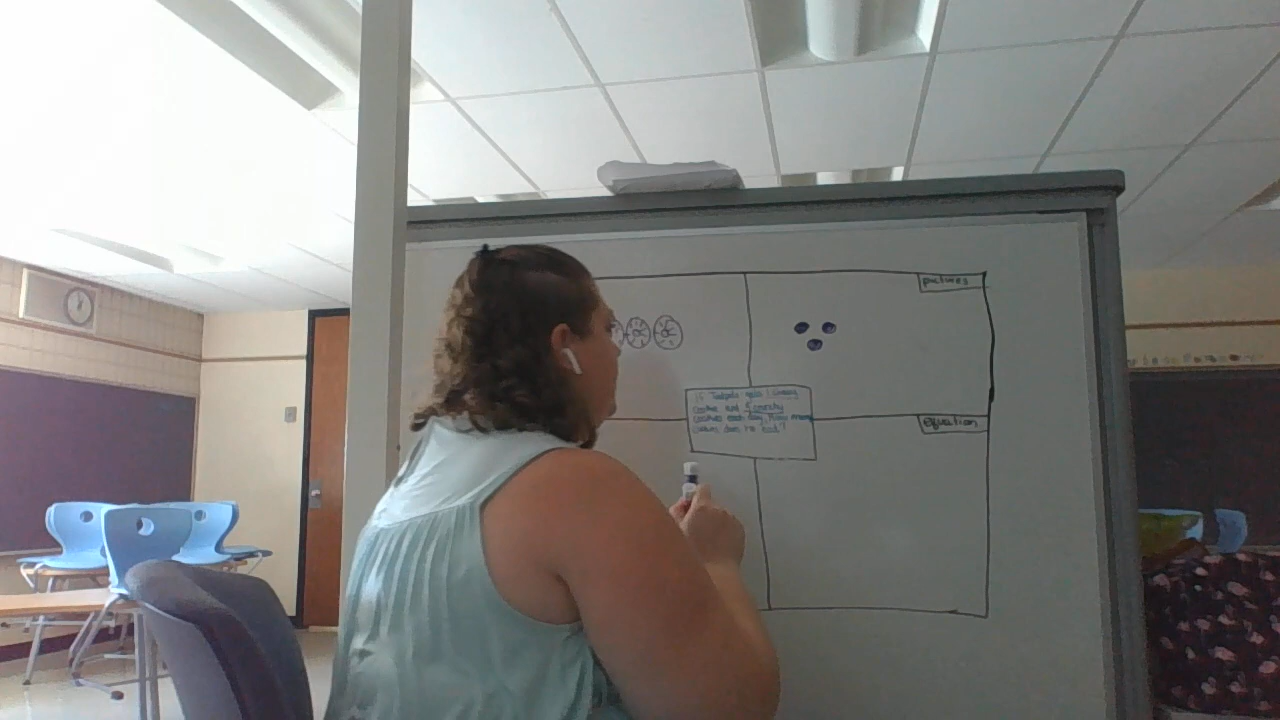 pictures
If Tadpole eats 1 cheesy
cookie and 5 crunchy
cookies each day, how many
cookies does he eat?
equation